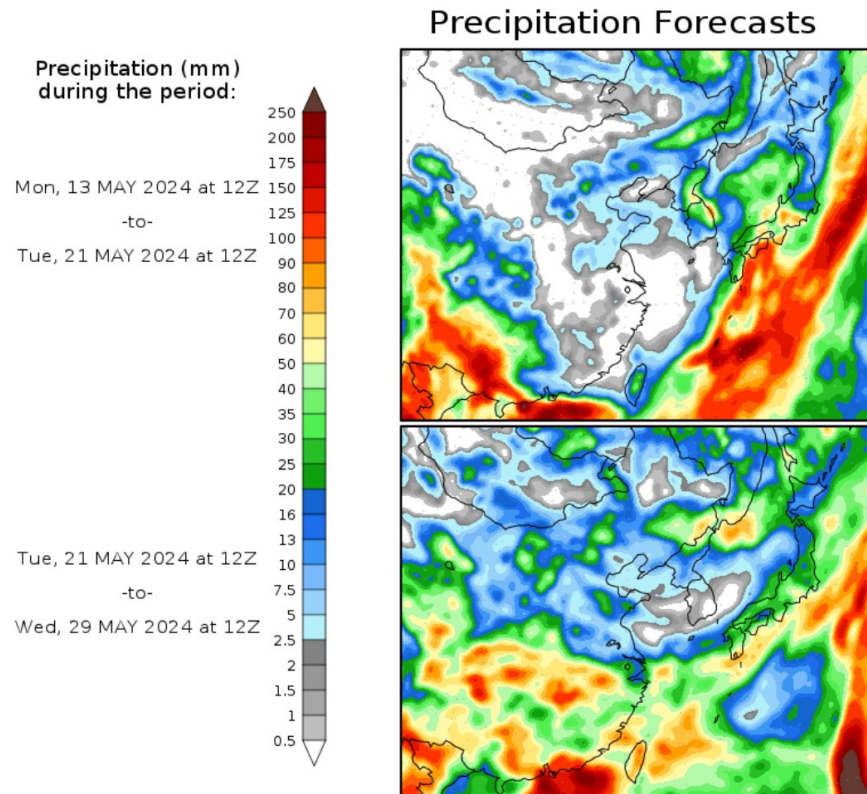 Precipitation Forecasts
Precipitation (mm)
during the period:
Mon, 13 MAY 2024 at 12Z
-to-
Tue, 21 MAY 2024 at 12Z
Tue, 21 MAY 2024 at 12Z
-to-
Wed, 29 MAY 2024 at 12Z
250
200
175
150
125
100
90
80
70
60
50
40
35
30
25
20
16
13
10
7.5
5
2.5
2
1.5
1
0.5